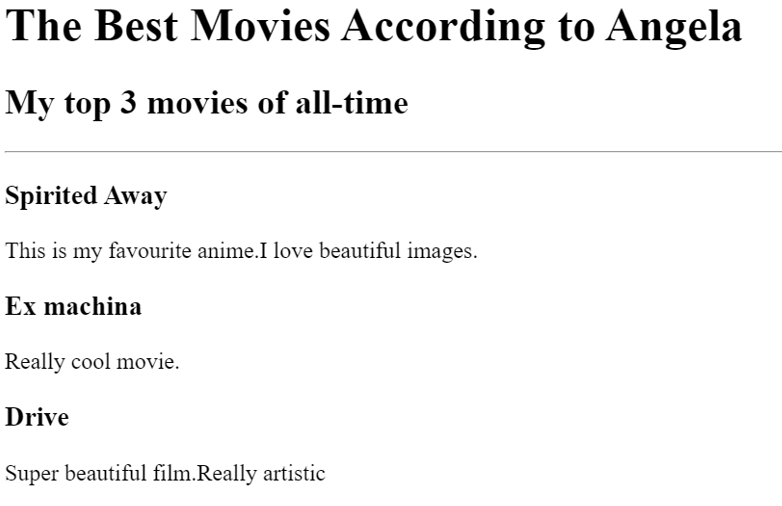 The Best Movies According to Angela
My top 3 movies of all-time
Spirited Away
This is my favourite anime.I love beautiful images.
Ex machina
Really cool movie.
Drive
Super beautiful film.Really artistic